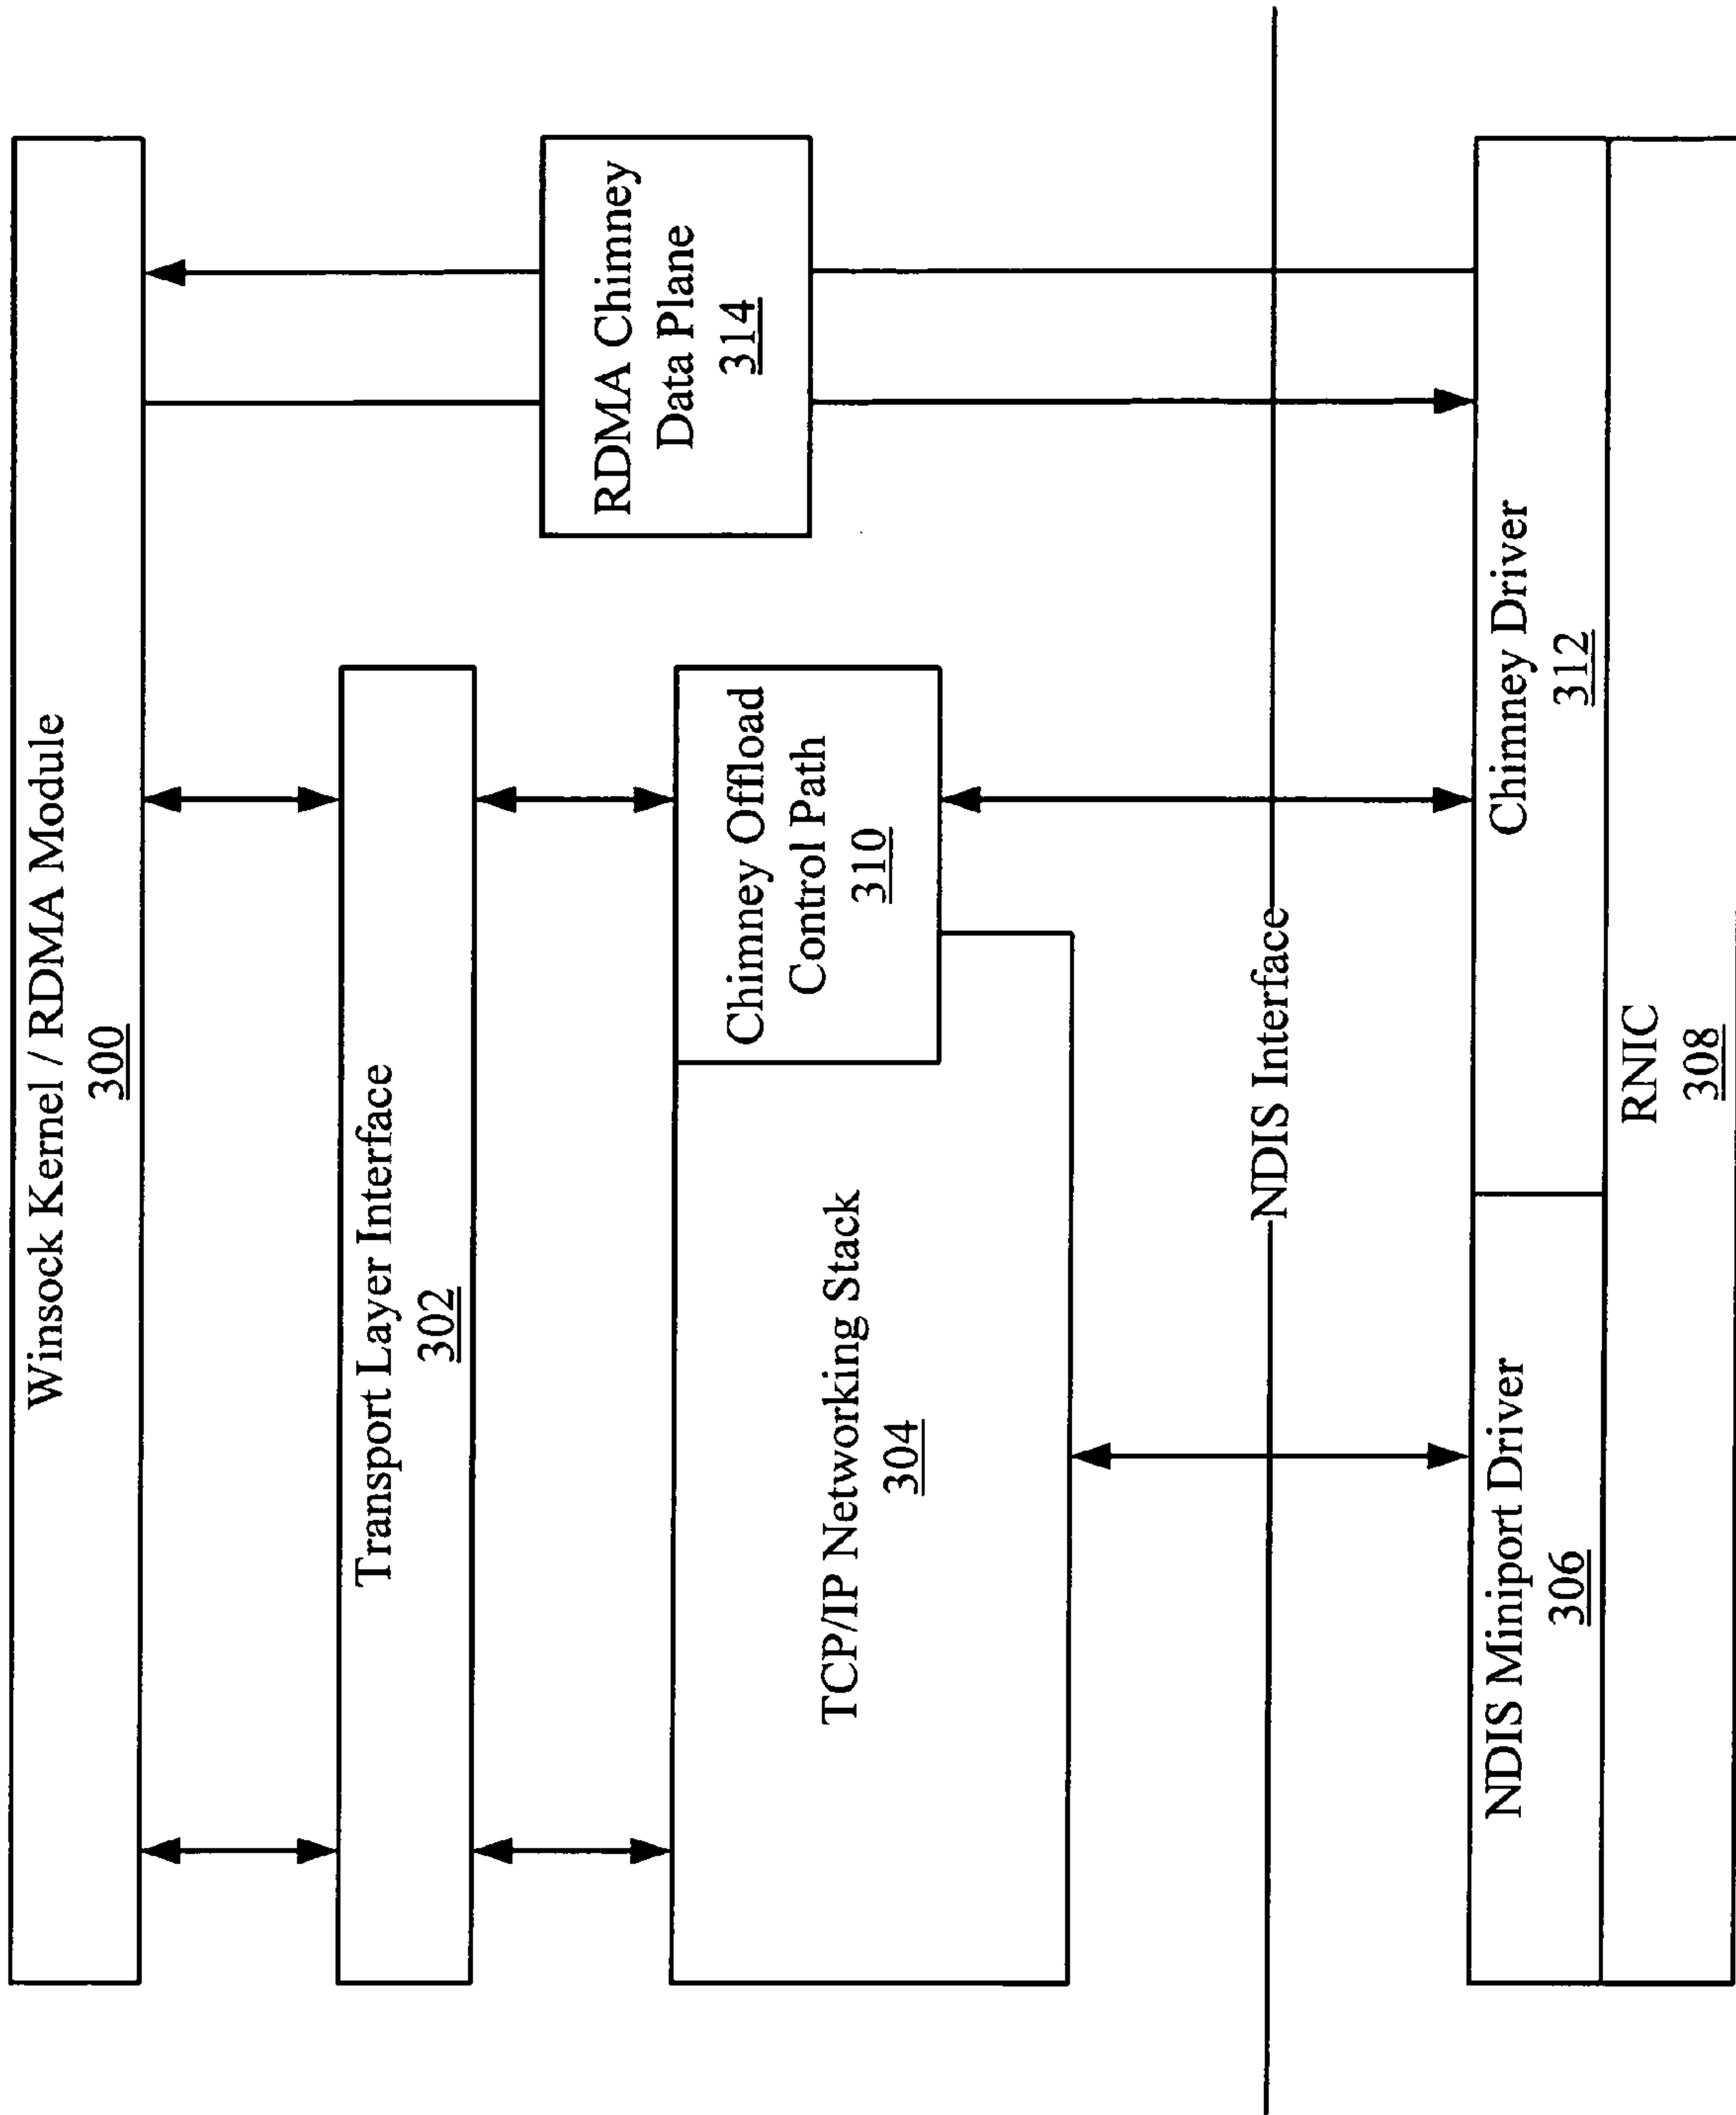 Winsock Kernel / RDMA Module
300
Transport Layer Interface
302
RDMA Chimney
Data Plane
314
TCP/IP Networking Stack
304
Chimney Offload
Control Path
310
NDIS Interface
NDIS Miniport Driver
306
Chimney Driver
312
RNIC
308